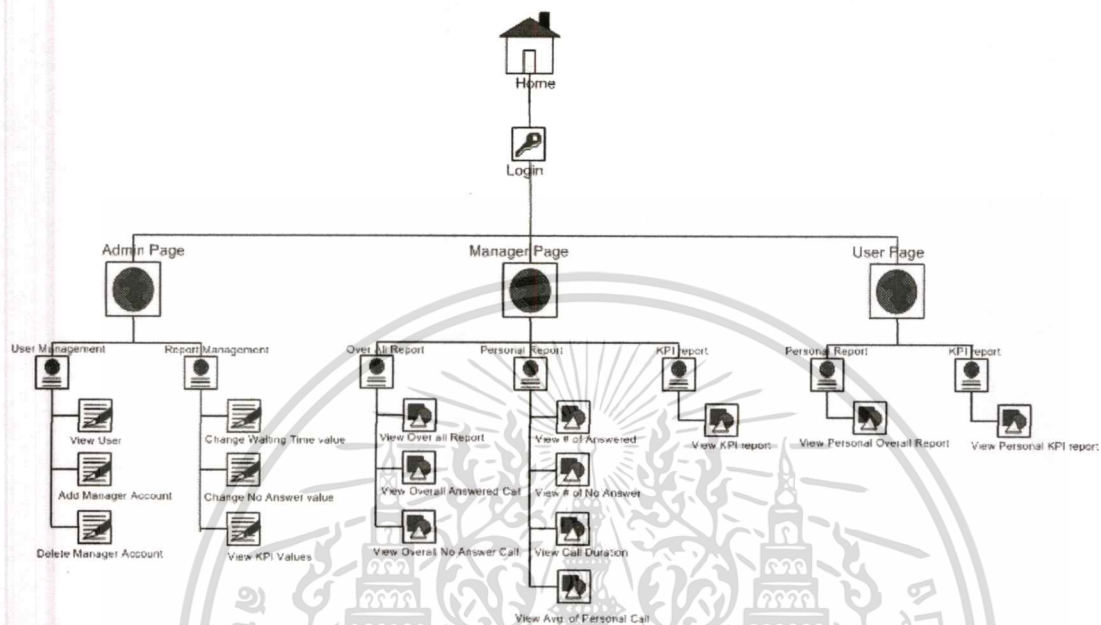 Home
Login
Admin Page
Manager Page
User Page
User Management
Report Management
Over All Report
Personal Report
KPI report
Personal Report
KPI report
View User
Change Waiting Time value
View Over all Report
View # of Answered
View KPI report
View Personal Overall Report
View Personal KPI report
Add Manager Account
Change No Answer value
View Overall Answered Call
View # of No Answer
Delete Manager Account
View KPI Values
View Overall No Answer Call
View Call Duration
View Avg. of Personal Call